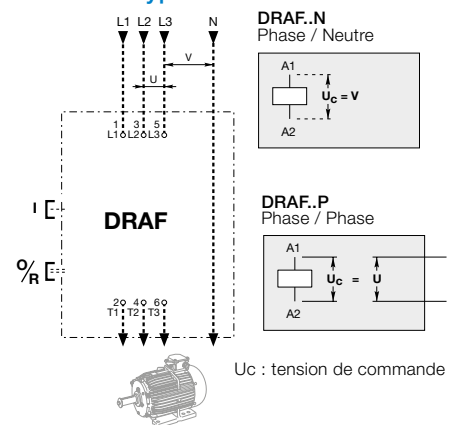 L1 L2 L3 N
V
U
1 3 5
L1 L2 L3
I
O/R
DRAF
2 4 6
T1 T2 T3
DRAF..N
Phase / Neutre
A1
Uc = V
A2
DRAF..P
Phase / Phase
A1
Uc = U
A2
Uc : tension de commande